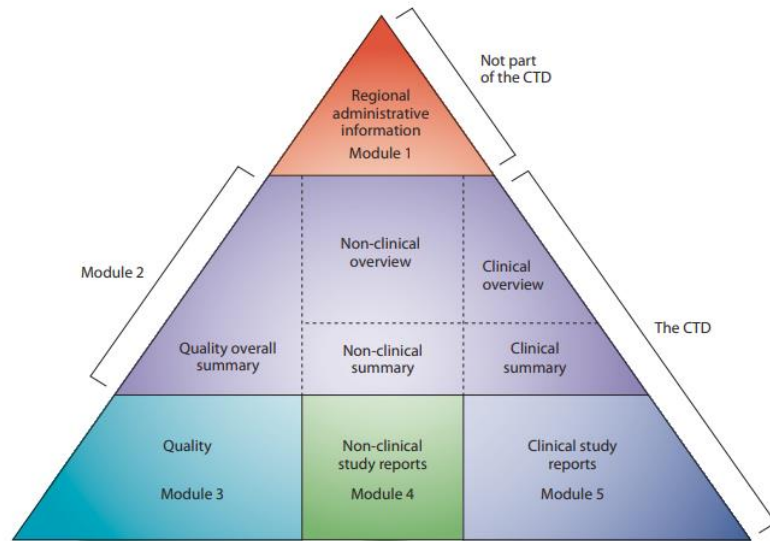 Not part
of the CTD
Regional
administrative
information
Module 1
Module 2
Non-clinical
overview
Clinical
overview
The CTD
Quality overall
summary
Non-clinical
summary
Clinical
summary
Quality
Module 3
Non-clinical
study reports
Module 4
Clinical study
reports
Module 5